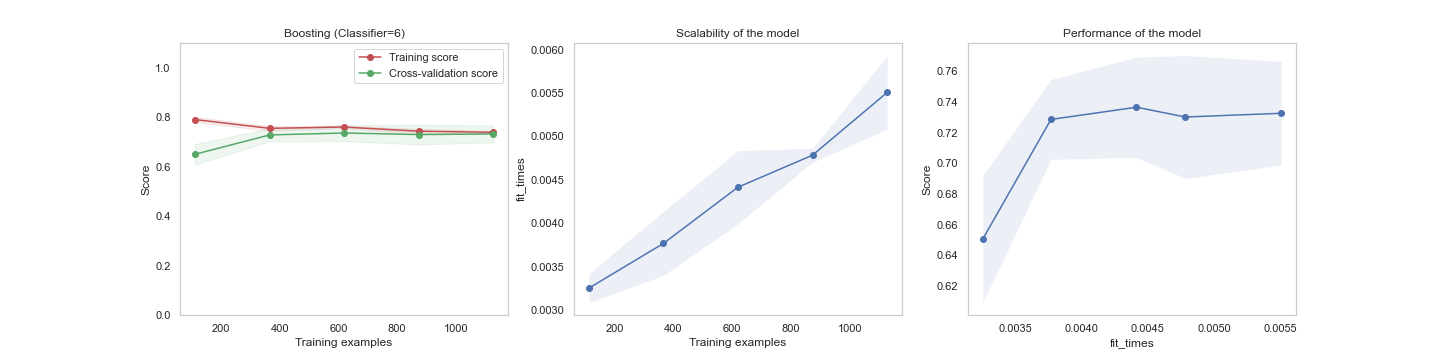 Boosting (Classifier=6)
Training score
Cross-validation score
1.0
0.8
0.6
0.4
0.2
0.0
Score
200 400 600 800 1000
Training examples
Scalability of the model
0.0060
0.0055
0.0050
0.0045
0.0040
0.0035
0.0030
fit_times
200 400 600 800 1000
Training examples
Performance of the model
0.76
0.74
0.72
0.70
0.68
0.66
0.64
0.62
Score
0.0035 0.0040 0.0045 0.0050 0.0055
fit_times